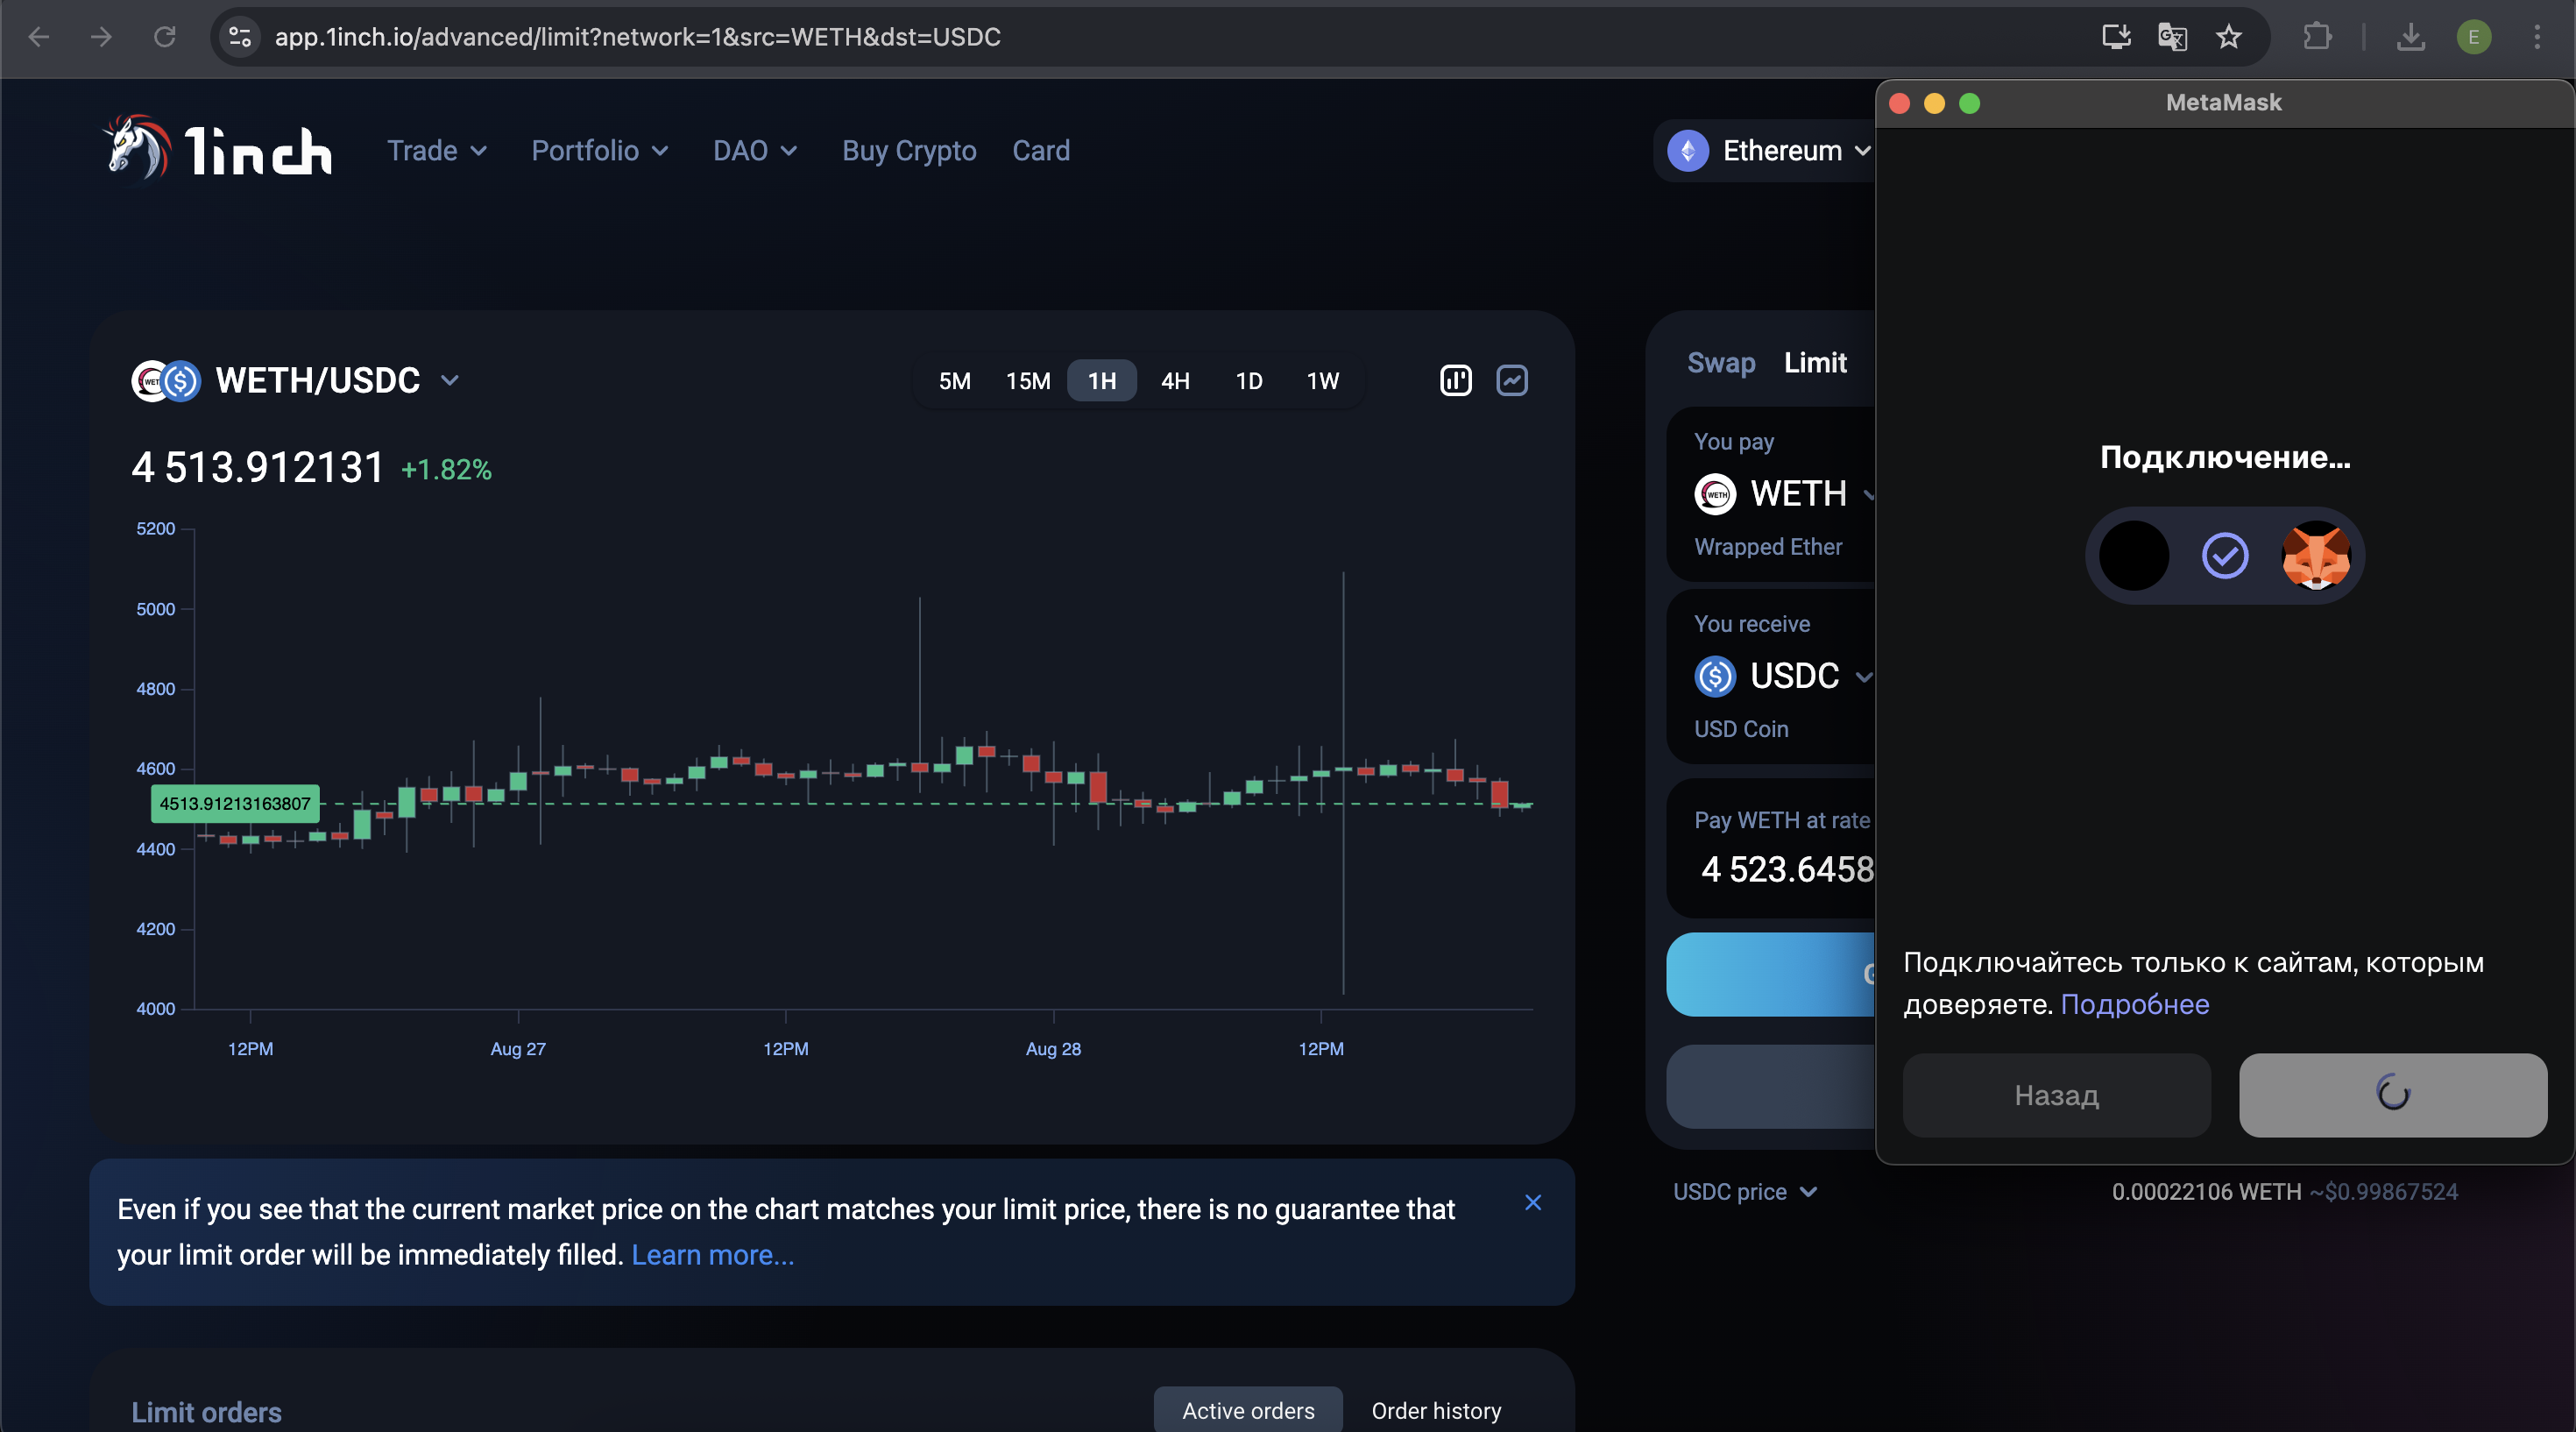 app.1inch.io/advanced/limit?network=1&src=WETH&dst=USDC
E
1inch
Trade
Portfolio
DAO
Buy Crypto
Card
Ethereum
WETH/USDC
5M
15M
1H
4H
1D
1W
4 513.912131 +1.82%
5200
5000
4800
4600
4513.91213163807
4400
4200
4000
12PM
Aug 27
12PM
Aug 28
12PM
Even if you see that the current market price on the chart matches your limit price, there is no guarantee that
your limit order will be immediately filled. Learn more...
Limit orders
Active orders
Order history
Swap
Limit
You pay
WETH
Wrapped Ether
You receive
USDC
USD Coin
Pay WETH at rate
4 523.6458
USDC price
0.00022106 WETH ~$0.99867524
MetaMask
Подключение...
Подключайтесь только к сайтам, которым
доверяете. Подробнее
Назад